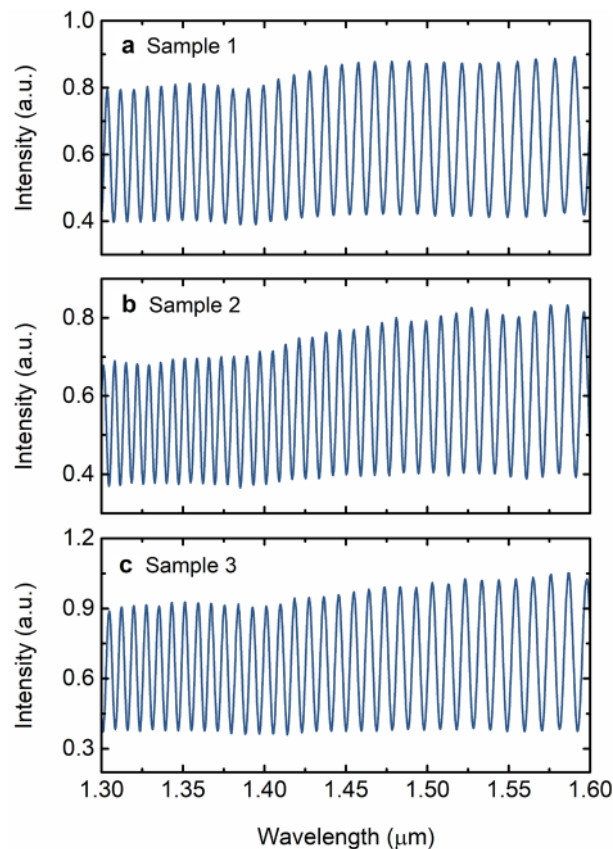 a Sample 1
1.0
0.8
0.6
0.4
Intensity (a.u.)
b Sample 2
0.8
0.6
0.4
Intensity (a.u.)
c Sample 3
1.2
0.9
0.6
0.3
Intensity (a.u.)
1.30 1.35 1.40 1.45 1.50 1.55 1.60
Wavelength (μm)